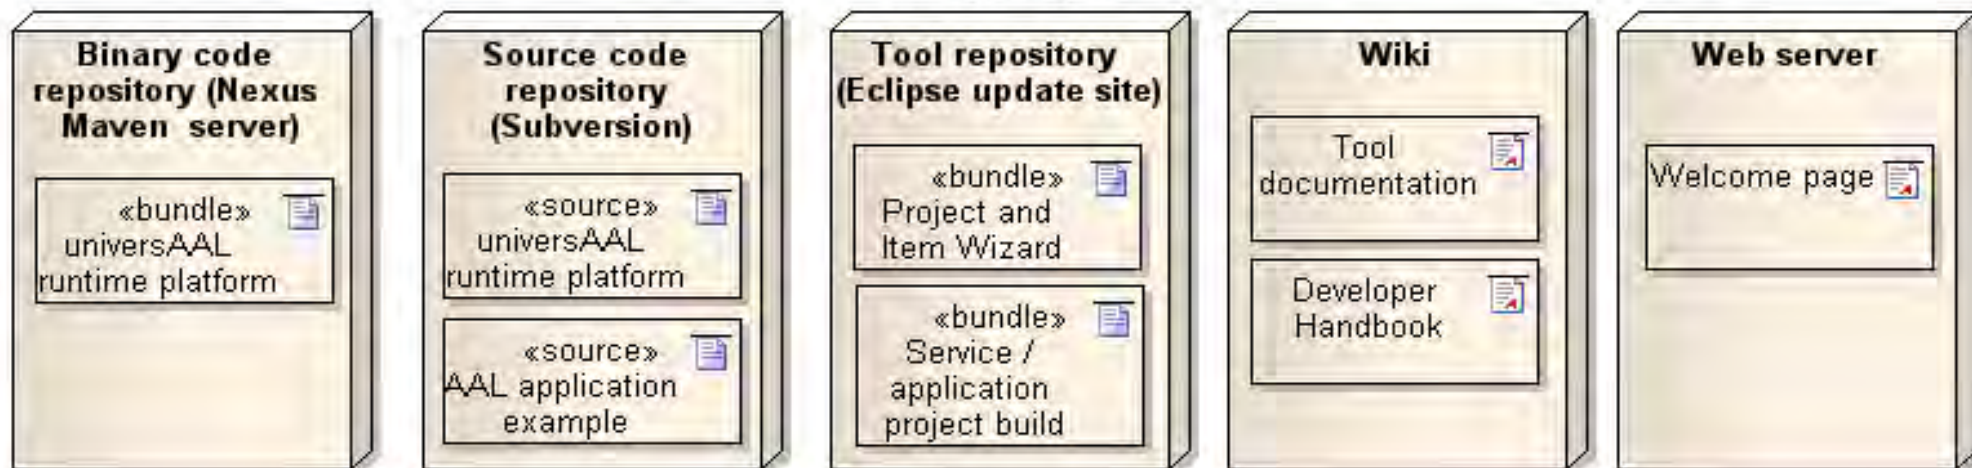 Binary code
repository (Nexus
Maven server)
«bundle»
universAAL
runtime platform
Source code
repository
(Subversion)
«source»
universAAL
runtime platform
«source»
AAL application
example
Tool repository
(Eclipse update site)
«bundle»
Project and
Item Wizard
«bundle»
Service /
application
project build
Wiki
Tool
documentation
Developer
Handbook
Web server
Welcome page